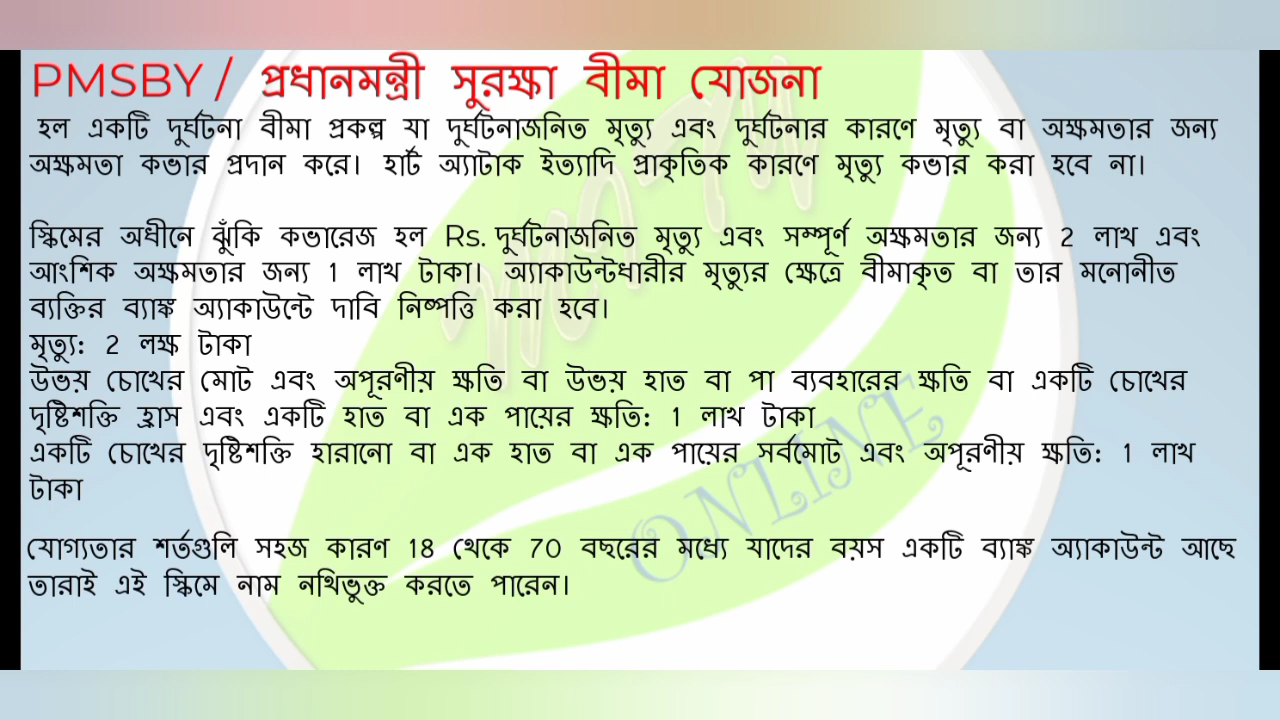 PMSBY / প্রধানমন্ত্রী সুরক্ষা বীমা যোজনা
হল একটি দুর্ঘটনা বীমা প্রকল্প যা দুর্ঘটনাজনিত মৃত্যু এবং দুর্ঘটনার কারণে মৃত্যু বা অক্ষমতার জন্য
অক্ষমতা কভার প্রদান করে। হার্ট অ্যাটাক ইত্যাদি প্রাকৃতিক কারণে মৃত্যু কভার করা হবে না।
স্কিমের অধীনে ঝুঁকি কভারেজ হল Rs. দুর্ঘটনাজনিত মৃত্যু এবং সম্পূর্ণ অক্ষমতার জন্য 2 লাখ এবং
আংশিক অক্ষমতার জন্য 1 লাখ টাকা। অ্যাকাউন্টধারীর মৃত্যুর ক্ষেত্রে বীমাকৃত বা তার মনোনীত
ব্যক্তির ব্যাঙ্ক অ্যাকাউন্টে দাবি নিষ্পত্তি করা হবে।
মৃত্যু: 2 লক্ষ টাকা
উভয় চোখের মোট এবং অপূরণীয় ক্ষতি বা উভয় হাত বা পা ব্যবহারের ক্ষতি বা একটি চোখের
দৃষ্টিশক্তি হ্রাস এবং একটি হাত বা এক পায়ের ক্ষতি: 1 লাখ টাকা
একটি চোখের দৃষ্টিশক্তি হারানো বা এক হাত বা এক পায়ের সর্বমোট এবং অপূরণীয় ক্ষতি: 1 লাখ
টাকা
যোগ্যতার শর্তগুলি সহজ কারণ 18 থেকে 70 বছরের মধ্যে যাদের বয়স একটি ব্যাঙ্ক অ্যাকাউন্ট আছে
তারাই এই স্কিমে নাম নথিভুক্ত করতে পারেন।
ONLINE